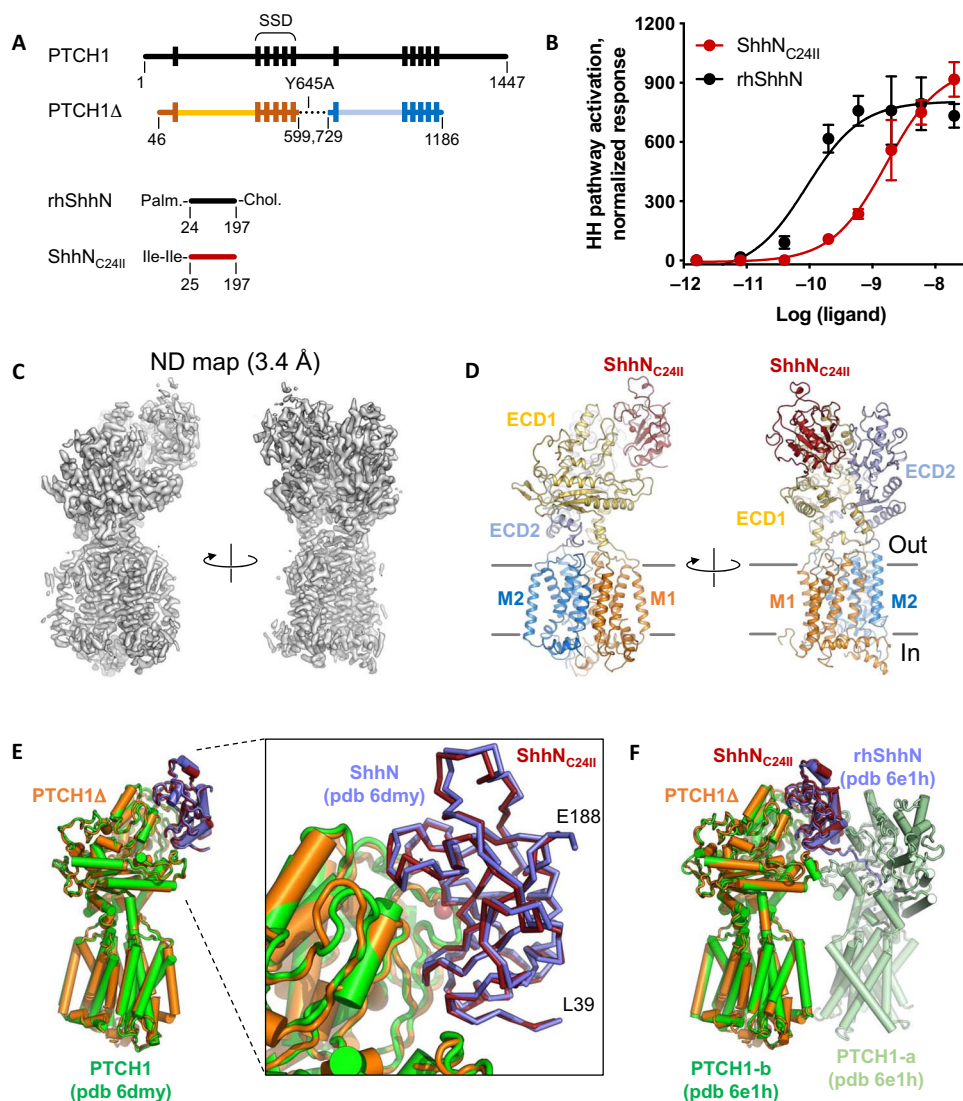 A
SSD
PTCH1
1
Y645A
1447
PTCH1Δ
46
599,729
1186
rhShhN
Palm.-
-Chol.
24
197
ShhNC24II
Ile-Ile-
25
197
B
HH pathway activation,
normalized response
1200
900
600
300
0
ShhNC24II
rhShhN
–12
–11
–10
–9
–8
Log (ligand)
C
ND map (3.4 Å)
D
ShhNC24II
ECD1
ECD2
M2
M1
ShhNC24II
ECD2
ECD1
Out
M1
M2
In
E
PTCH1Δ
PTCH1
(pdb 6dmy)
ShhN
(pdb 6dmy)
ShhNC24II
E188
L39
F
ShhNC24II
rhShhN
(pdb 6e1h)
PTCH1Δ
PTCH1-b
(pdb 6e1h)
PTCH1-a
(pdb 6e1h)